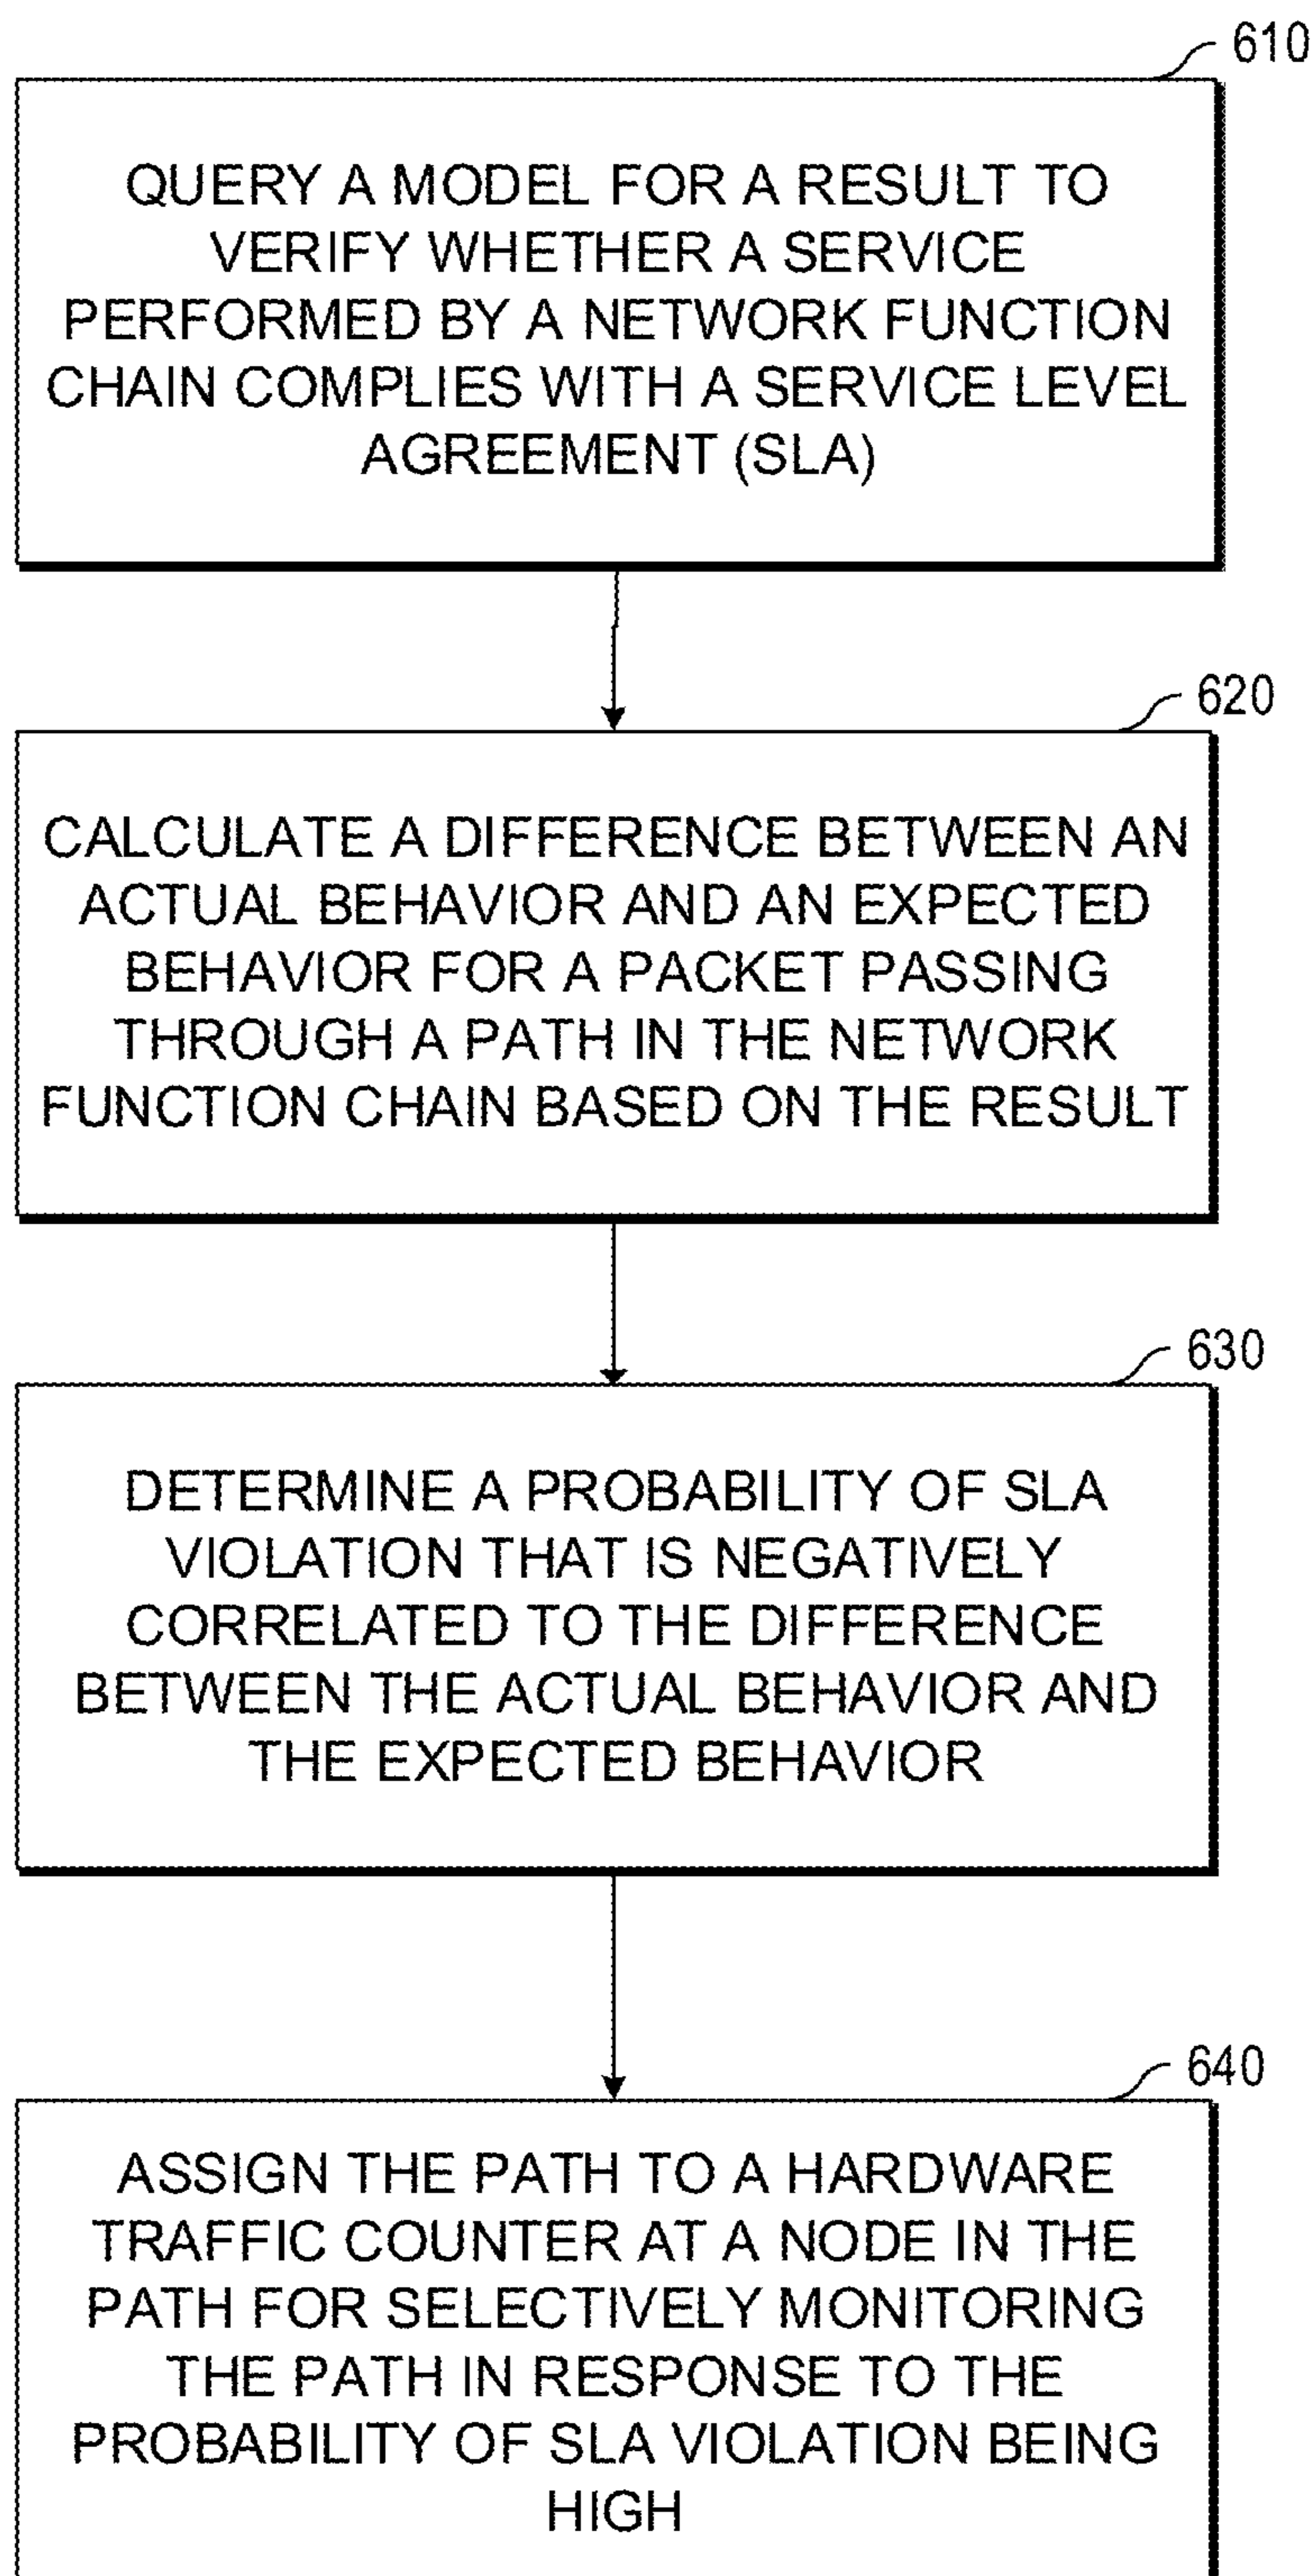 610
QUERY A MODEL FOR A RESULT TO
VERIFY WHETHER A SERVICE
PERFORMED BY A NETWORK FUNCTION
CHAIN COMPLIES WITH A SERVICE LEVEL
AGREEMENT (SLA)
620
CALCULATE A DIFFERENCE BETWEEN AN
ACTUAL BEHAVIOR AND AN EXPECTED
BEHAVIOR FOR A PACKET PASSING
THROUGH A PATH IN THE NETWORK
FUNCTION CHAIN BASED ON THE RESULT
630
DETERMINE A PROBABILITY OF SLA
VIOLATION THAT IS NEGATIVELY
CORRELATED TO THE DIFFERENCE
BETWEEN THE ACTUAL BEHAVIOR AND
THE EXPECTED BEHAVIOR
640
ASSIGN THE PATH TO A HARDWARE
TRAFFIC COUNTER AT A NODE IN THE
PATH FOR SELECTIVELY MONITORING
THE PATH IN RESPONSE TO THE
PROBABILITY OF SLA VIOLATION BEING
HIGH